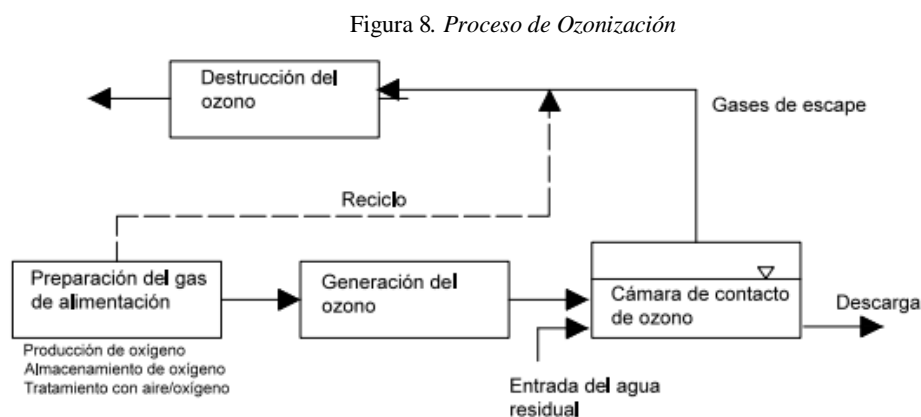 Figura 8. Proceso de Ozonización
Destrucción del
ozono
Gases de escape
Reciclo
Preparación del gas
de alimentación
Generación del
ozono
Cámara de contacto
de ozono
Descarga
Producción de oxígeno
Almacenamiento de oxígeno
Tratamiento con aire/oxígeno
Entrada del agua
residual